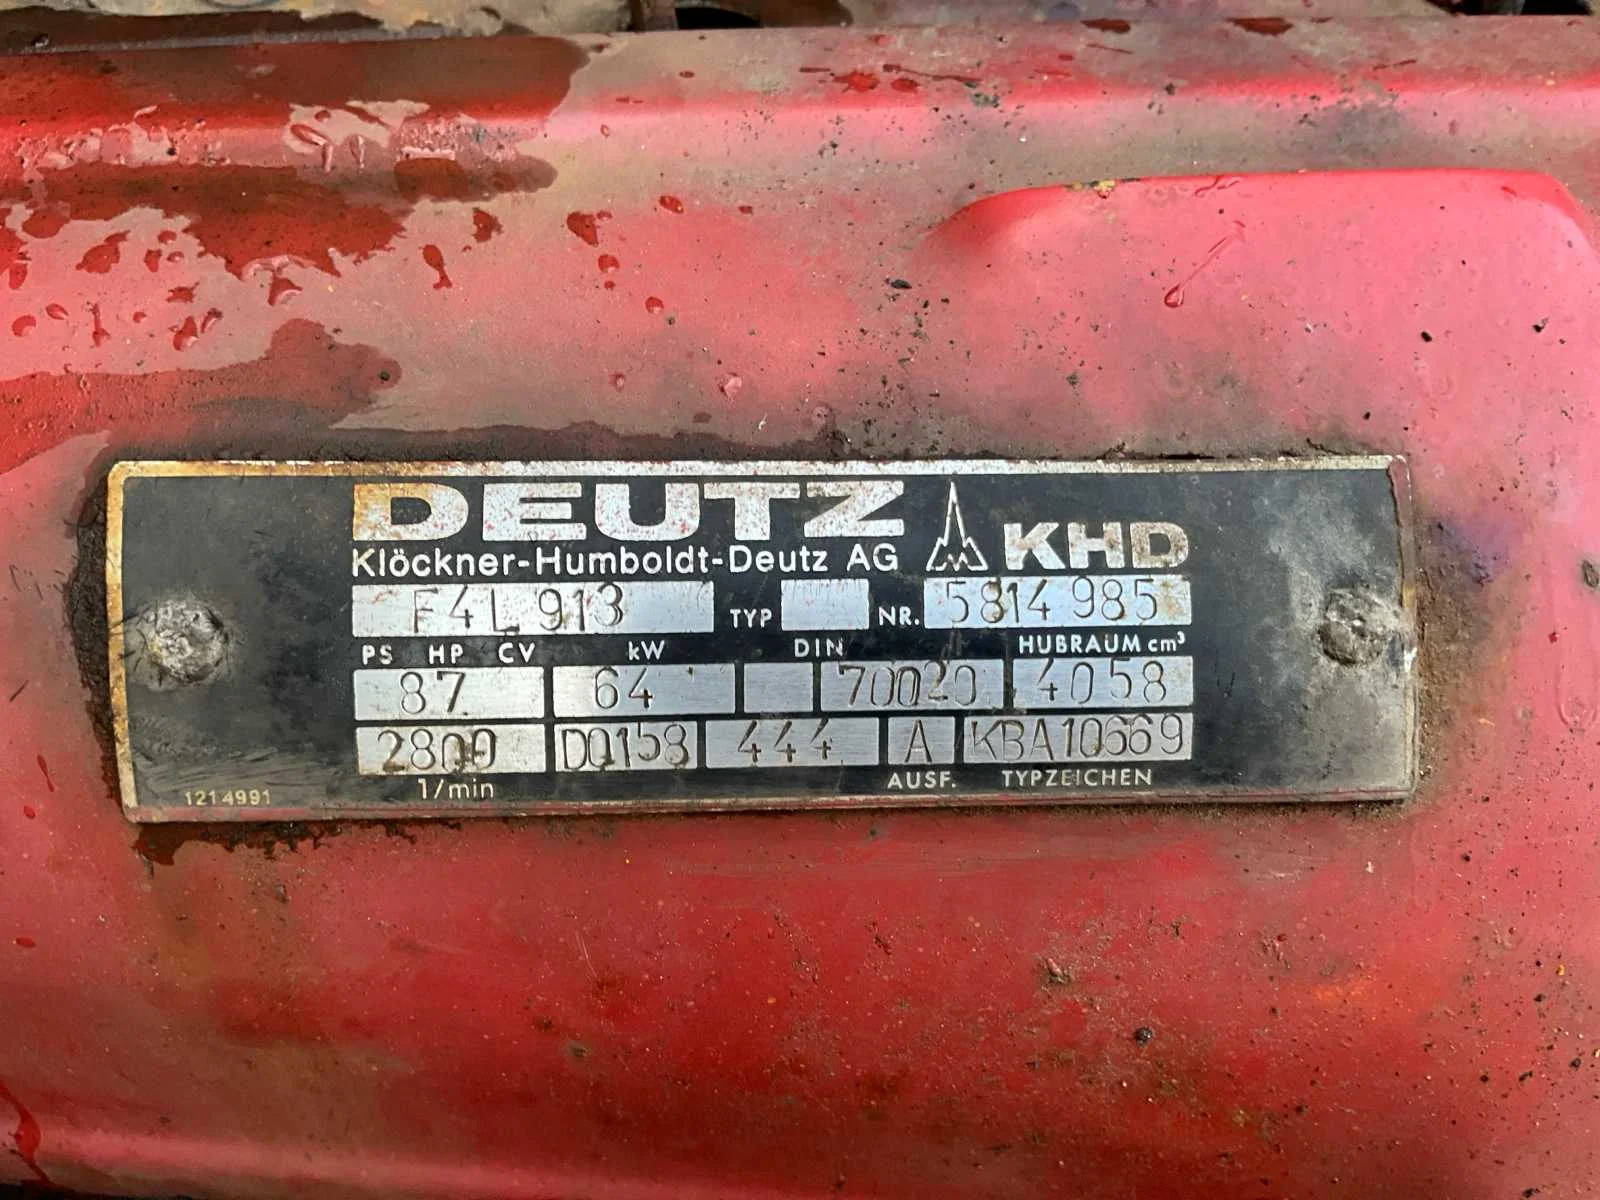 DEUTZ KHD
Klöckner-Humboldt-Deutz AG
F4L 913 TYP NR. 5814 985
PS HP CV kW DIN HUBRAUM cm³
87 64 70020 4058
2800 D0158 444 A KBA10669
1/min AUSF. TYPZEICHEN
1214991